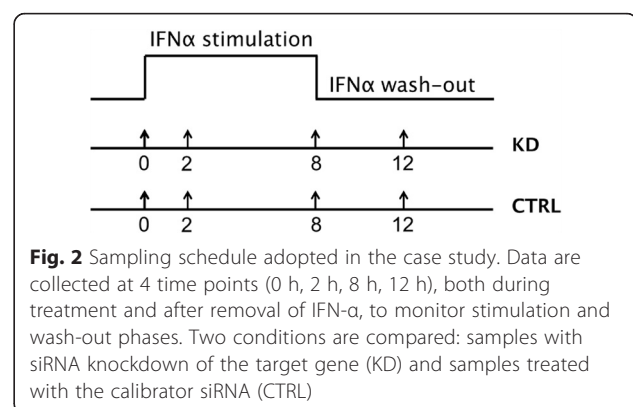 IFNα stimulation
IFNα wash-out
KD
0 2 8 12
CTRL
0 2 8 12
Fig. 2 Sampling schedule adopted in the case study. Data are
collected at 4 time points (0 h, 2 h, 8 h, 12 h), both during
treatment and after removal of IFN-α, to monitor stimulation and
wash-out phases. Two conditions are compared: samples with
siRNA knockdown of the target gene (KD) and samples treated
with the calibrator siRNA (CTRL)